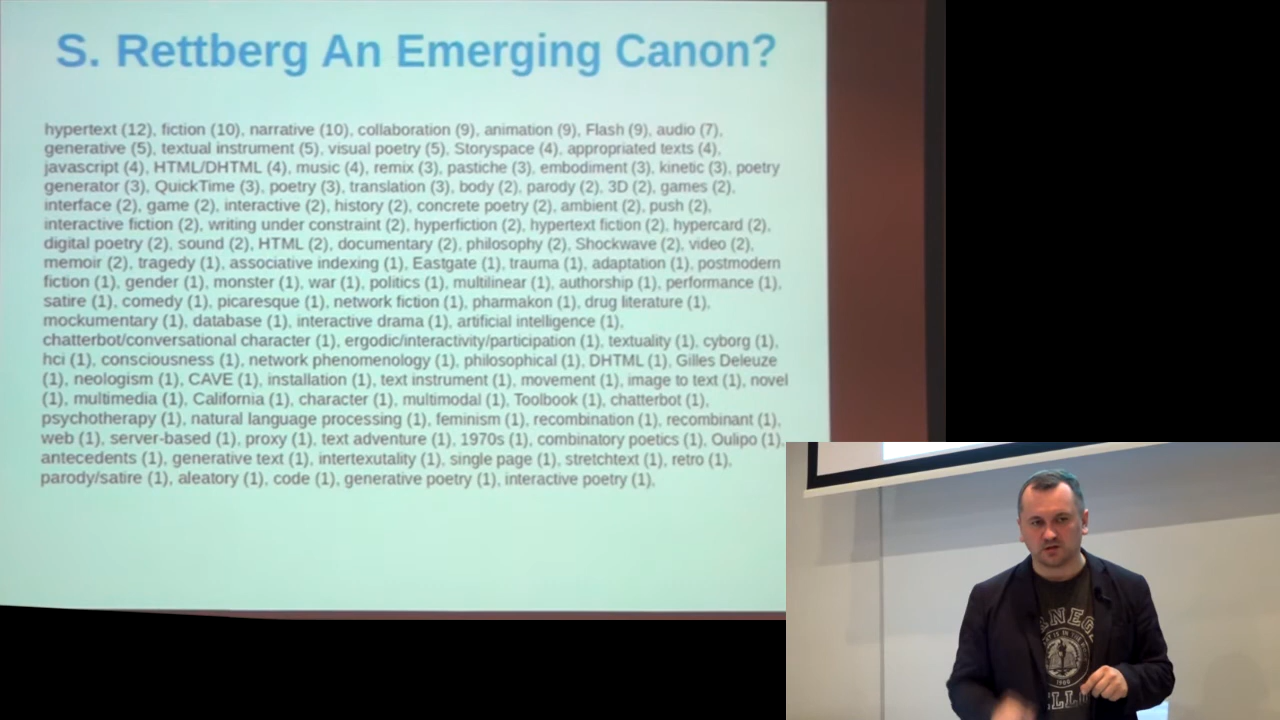 S. Rettberg An Emerging Canon?
hypertext (12), fiction (10), narrative (10), collaboration (9), animation (9), Flash (9), audio (7),
generative (5), textual instrument (5), visual poetry (5), Storyspace (4), appropriated texts (4),
javascript (4), HTML/DHTML (4), music (4), remix (3), pastiche (3), embodiment (3), kinetic (3), poetry
generator (3), QuickTime (3), poetry (3), translation (3), body (2), parody (2), 3D (2), games (2),
interface (2), game (2), interactive (2), history (2), concrete poetry (2), ambient (2), push (2),
interactive fiction (2), writing under constraint (2), hyperfiction (2), hypertext fiction (2), hypercard (2),
digital poetry (2), sound (2), HTML (2), documentary (2), philosophy (2), Shockwave (2), video (2),
memoir (2), tragedy (1), associative indexing (1), Eastgate (1), trauma (1), adaptation (1), postmodern
fiction (1), gender (1), monster (1), war (1), politics (1), multilinear (1), authorship (1), performance (1),
satire (1), comedy (1), picaresque (1), network fiction (1), pharmakon (1), drug literature (1),
mockumentary (1), database (1), interactive drama (1), artificial intelligence (1),
chatterbot/conversational character (1), ergodic/interactivity/participation (1), textuality (1), cyborg (1),
hci (1), consciousness (1), network phenomenology (1), philosophical (1), DHTML (1), Gilles Deleuze
(1), neologism (1), CAVE (1), installation (1), text instrument (1), movement (1), image to text (1), novel
(1), multimedia (1), California (1), character (1), multimodal (1), Toolbook (1), chatterbot (1),
psychotherapy (1), natural language processing (1), feminism (1), recombination (1), recombinant (1),
web (1), server-based (1), proxy (1), text adventure (1), 1970s (1), combinatory poetics (1), Oulipo (1),
antecedents (1), generative text (1), intertexutality (1), single page (1), stretchtext (1), retro (1),
parody/satire (1), aleatory (1), code (1), generative poetry (1), interactive poetry (1),
1900